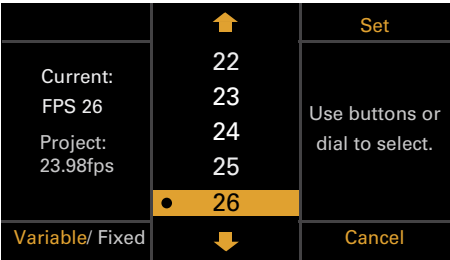 Set
Current:
FPS 26
Project:
23.98fps
22
23
24
25
26
Use buttons or
dial to select.
Variable/ Fixed
Cancel